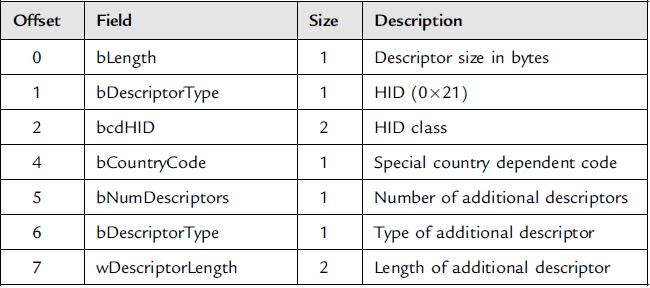 Offset Field Size Description
0 bLength 1 Descriptor size in bytes
1 bDescriptorType 1 HID (0×21)
2 bcdHID 2 HID class
4 bCountryCode 1 Special country dependent code
5 bNumDescriptors 1 Number of additional descriptors
6 bDescriptorType 1 Type of additional descriptor
7 wDescriptorLength 2 Length of additional descriptor